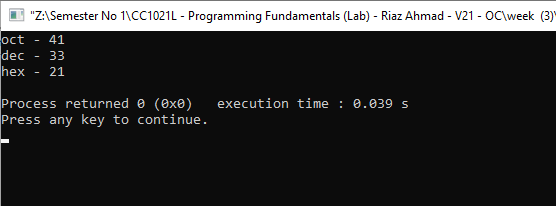 "Z:\Semester No 1\CC1021L - Programming Fundamentals (Lab) - Riaz Ahmad - V21 - OC\week  (3)\
oct - 41
dec - 33
hex - 21
Process returned 0 (0x0)   execution time : 0.039 s
Press any key to continue.